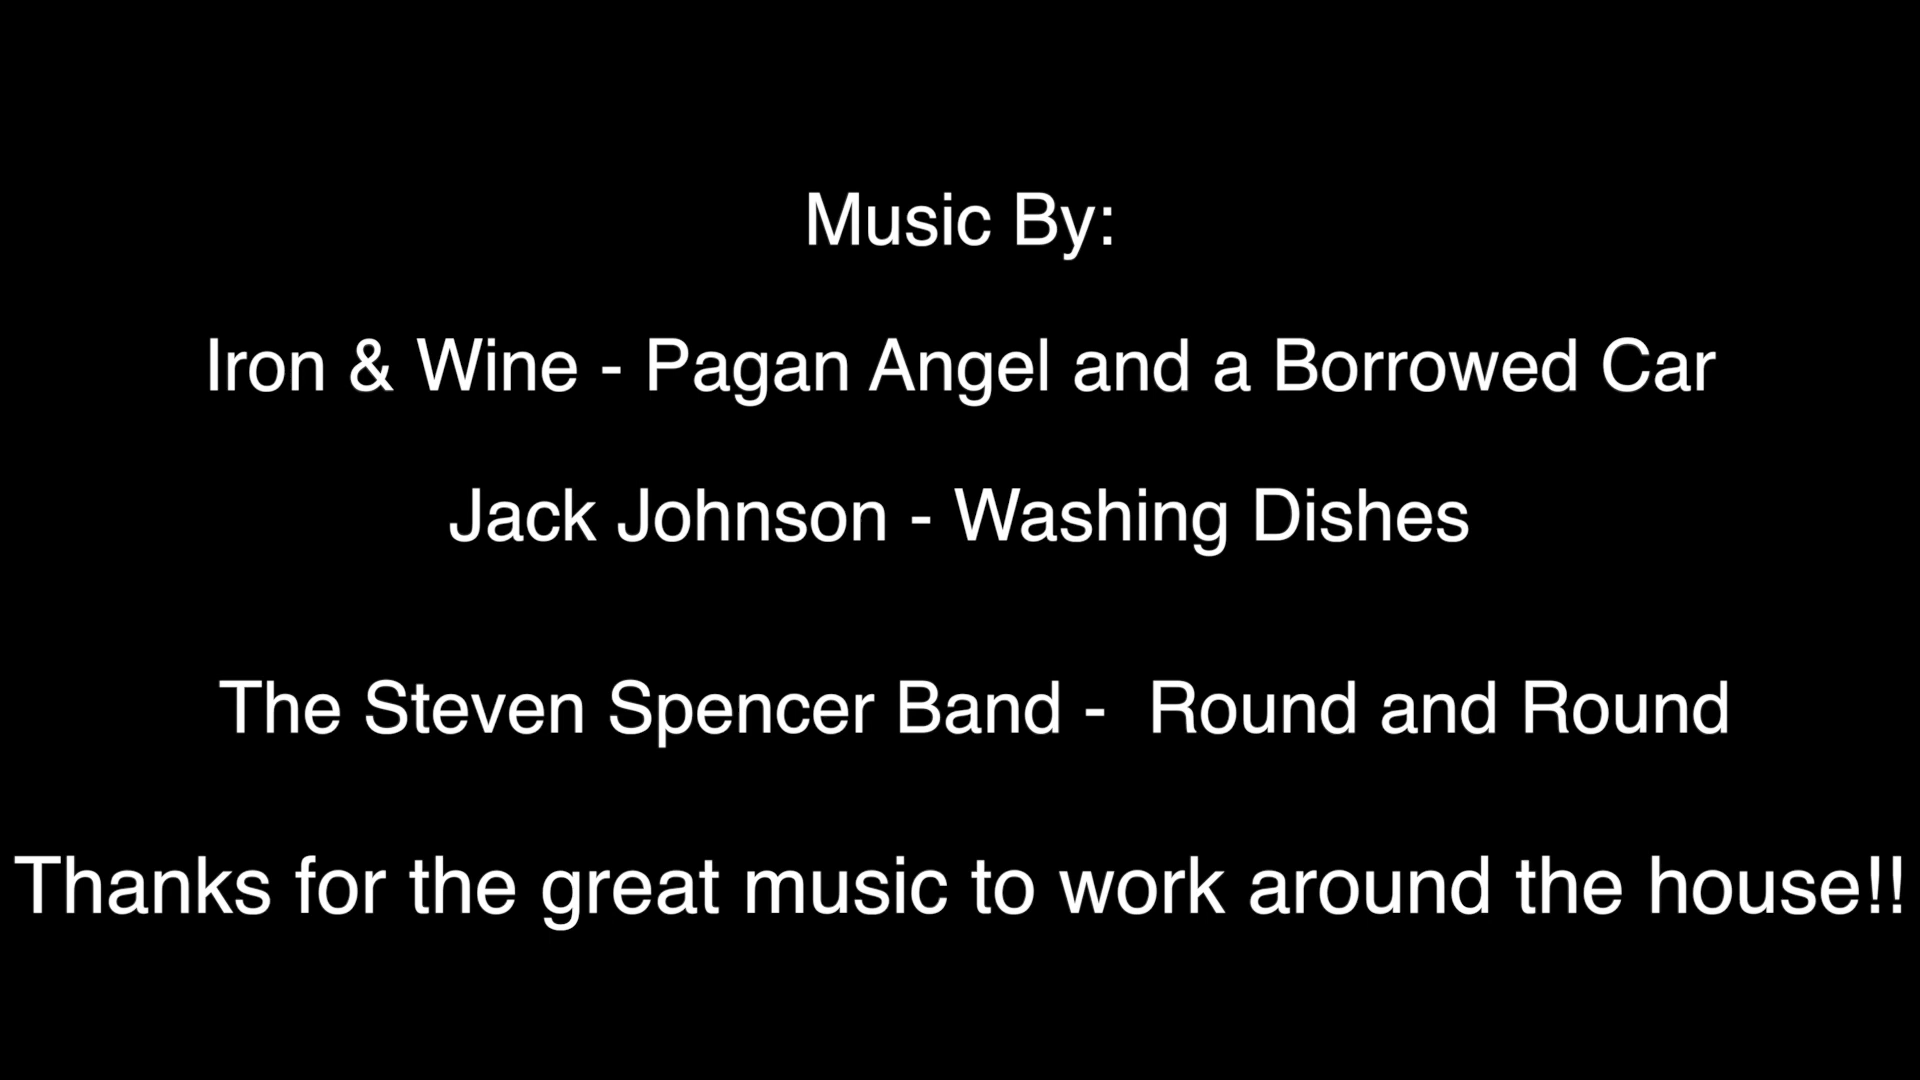 Music By:
Iron & Wine - Pagan Angel and a Borrowed Car
Jack Johnson - Washing Dishes
The Steven Spencer Band -  Round and Round
Thanks for the great music to work around the house!!